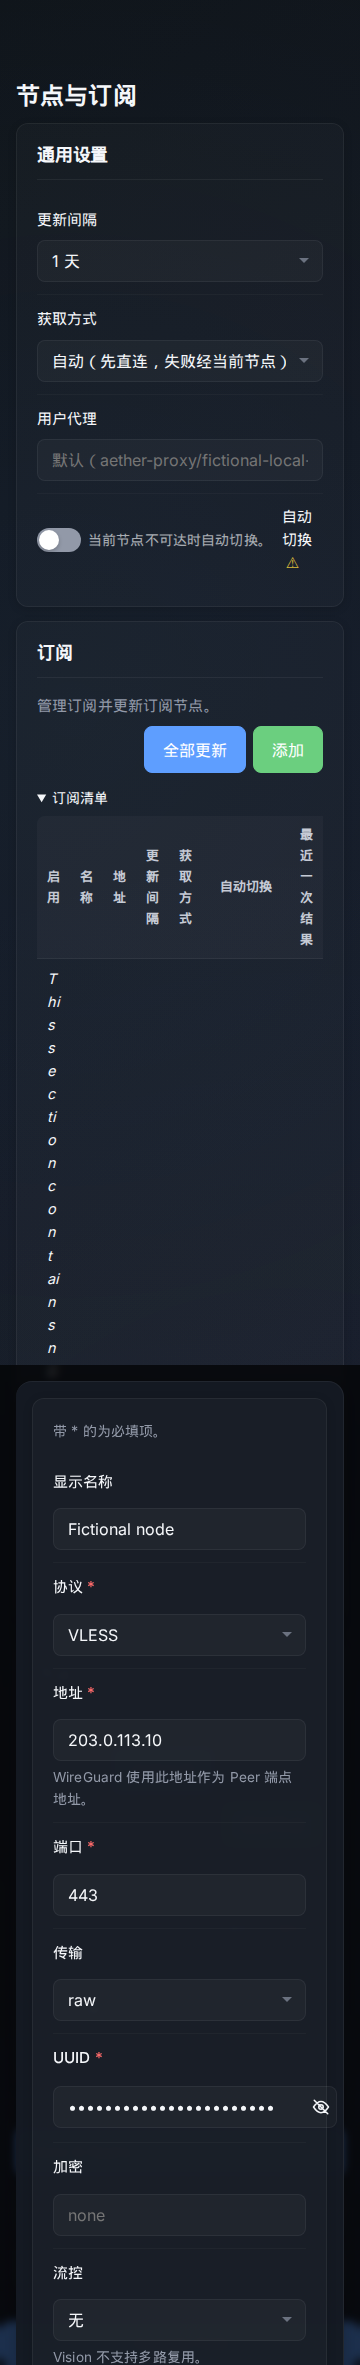 节点与订阅
通用设置
更新间隔
1 天
获取方式
自动（先直连，失败经当前节点）
用户代理
默认（aether-proxy/fictional-local-
当前节点不可达时自动切换。
自动
切换
⚠
订阅
管理订阅并更新订阅节点。
全部更新 添加
▼ 订阅清单
启用 名称 地址 更新间隔 获取方式 自动切换 最近一次结果
T
hi
s
s
e
c
ti
o
n
c
o
n
t
ai
n
s
n
带 * 的为必填项。
显示名称
Fictional node
协议 *
VLESS
地址 *
203.0.113.10
WireGuard 使用此地址作为 Peer 端点
地址。
端口 *
443
传输
raw
UUID *
••••••••••••••••••••••••
加密
none
流控
无
Vision 不支持多路复用。